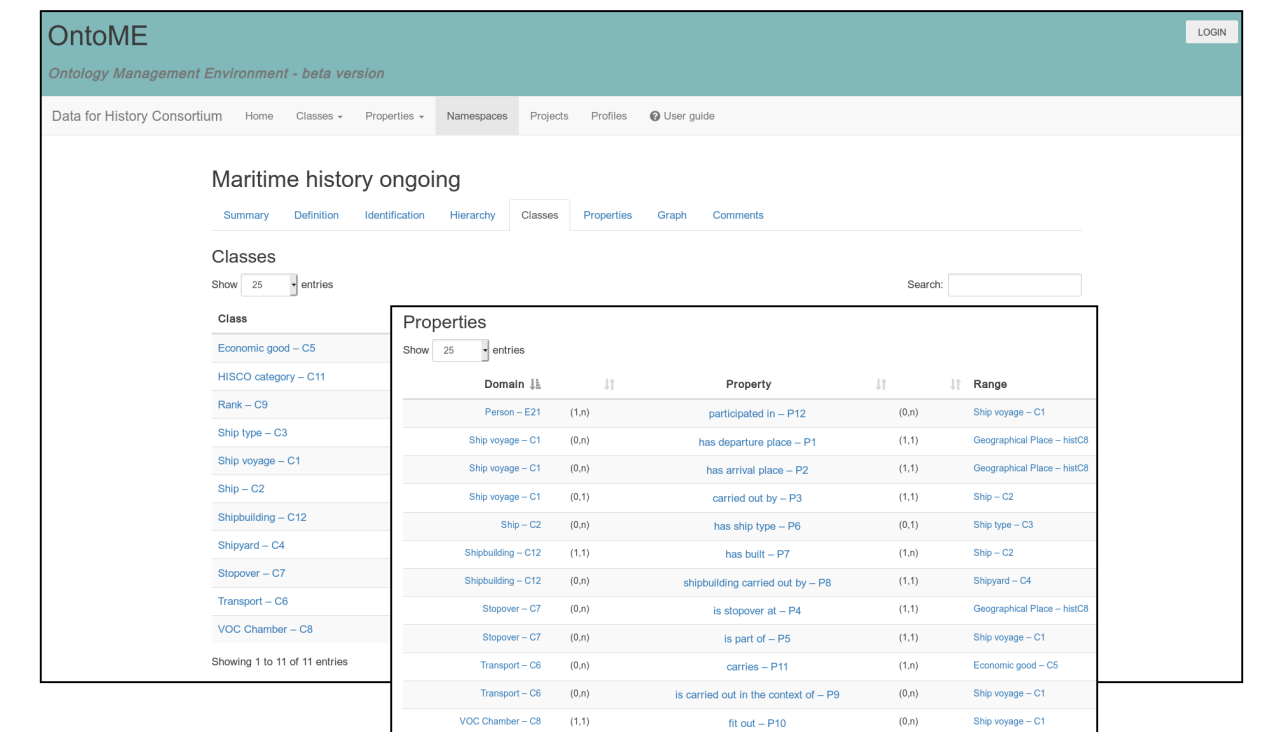 OntoME
LOGIN
Ontology Management Environment - beta version
Data for History Consortium Home Classes Properties Namespaces Projects Profiles User guide
Maritime history ongoing
Summary Definition Identification Hierarchy Classes Properties Graph Comments
Classes
Show 25 entries Search:
Class
Economic good – C5
HISCO category – C11
Rank – C9
Ship type – C3
Ship voyage – C1
Ship – C2
Shipbuilding – C12
Shipyard – C4
Stopover – C7
Transport – C6
VOC Chamber – C8
Showing 1 to 11 of 11 entries
Properties
Show 25 entries
Domain Property Range
Person – E21 (1,n) participated in – P12 (0,n) Ship voyage – C1
Ship voyage – C1 (0,n) has departure place – P1 (1,1) Geographical Place – histC8
Ship voyage – C1 (0,n) has arrival place – P2 (1,1) Geographical Place – histC8
Ship voyage – C1 (0,1) carried out by – P3 (1,1) Ship – C2
Ship – C2 (0,n) has ship type – P6 (0,1) Ship type – C3
Shipbuilding – C12 (1,1) has built – P7 (1,n) Ship – C2
Shipbuilding – C12 (0,n) shipbuilding carried out by – P8 (1,1) Shipyard – C4
Stopover – C7 (0,n) is stopover at – P4 (1,1) Geographical Place – histC8
Stopover – C7 (0,n) is part of – P5 (1,1) Ship voyage – C1
Transport – C6 (0,n) carries – P11 (1,n) Economic good – C5
Transport – C6 (0,n) is carried out in the context of – P9 (0,n) Ship voyage – C1
VOC Chamber – C8 (1,1) fit out – P10 (0,n) Ship voyage – C1